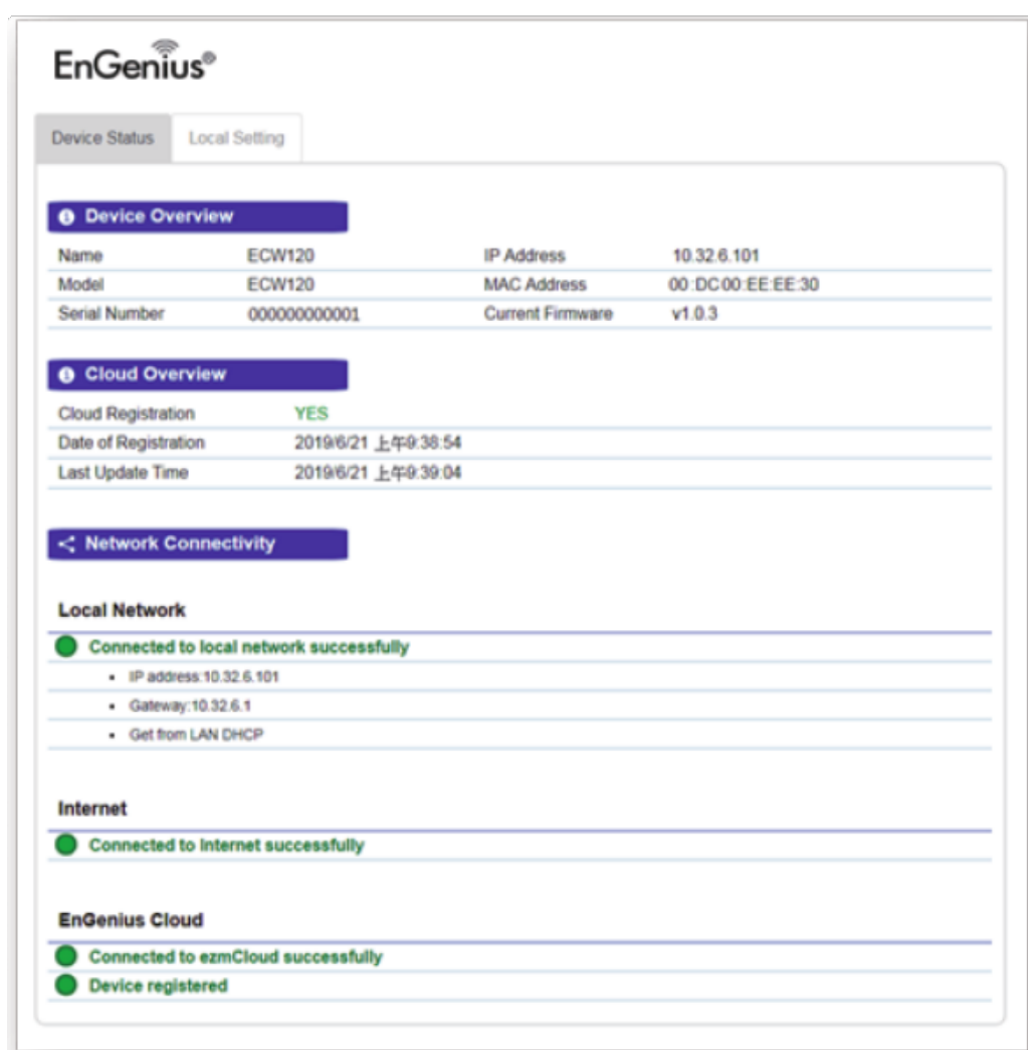 EnGenius®
Device Status Local Setting
Device Overview
Name ECW120 IP Address 10.32.6.101
Model ECW120 MAC Address 00:DC:00:EE:EE:30
Serial Number 000000000001 Current Firmware v1.0.3
Cloud Overview
Cloud Registration YES
Date of Registration 2019/6/21 上午9:38:54
Last Update Time 2019/6/21 上午9:39:04
Network Connectivity
Local Network
Connected to local network successfully
• IP address:10.32.6.101
• Gateway:10.32.6.1
• Get from LAN DHCP
Internet
Connected to Internet successfully
EnGenius Cloud
Connected to ezmCloud successfully
Device registered